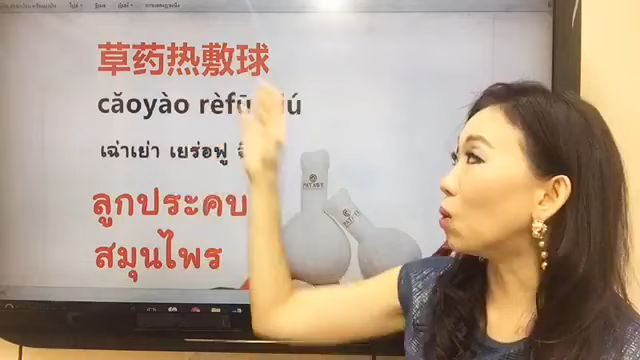 草药热敷球
cǎoyào rèfū
เฉ่าเย่า เยร่อฟู
ลูกประคบ
สมุนไพร